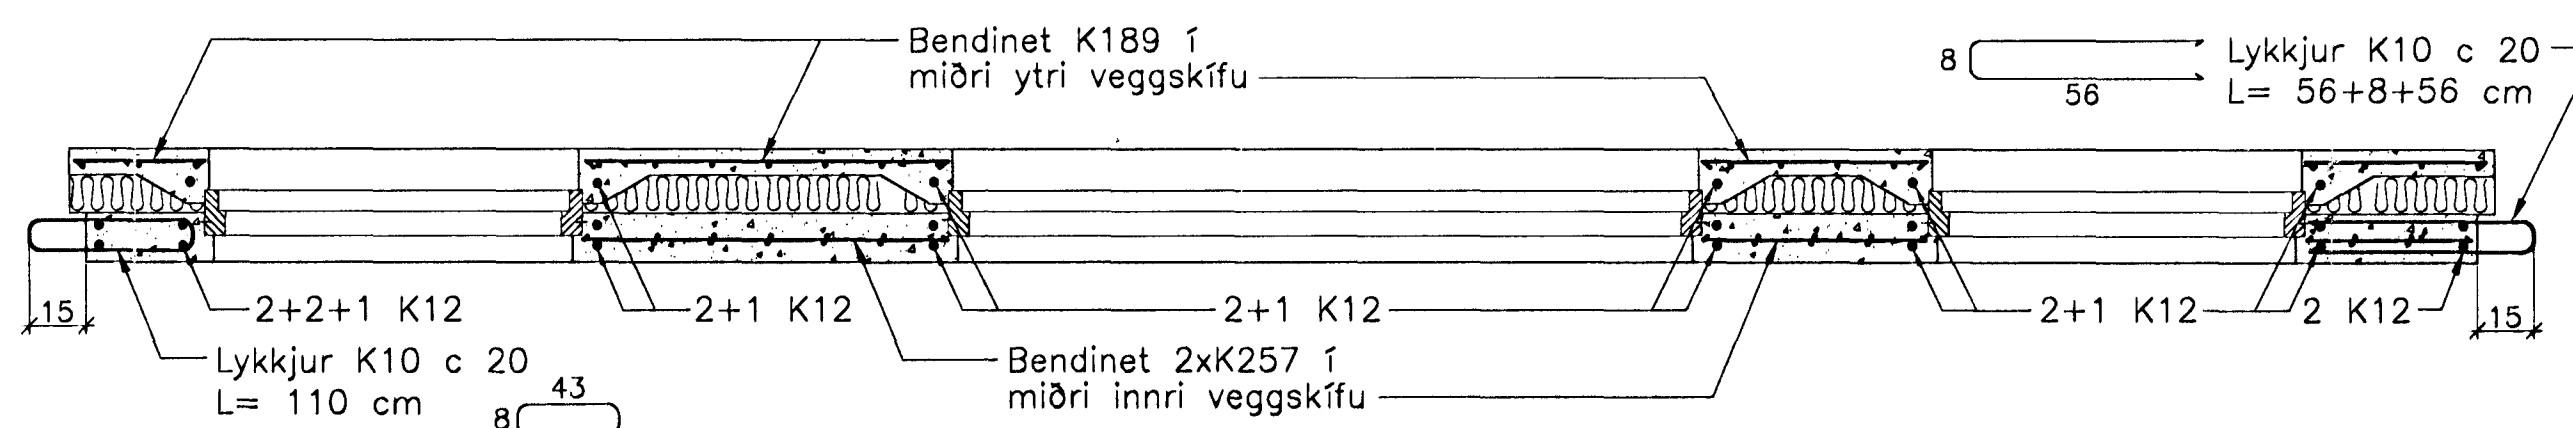 Bendinet K189 í
miðri ytri veggskífu
8
56
Lykkjur K10 c 20
L= 56+8+56 cm
15
2+2+1 K12
2+1 K12
2+1 K12
2+1 K12
2 K12
15
Lykkjur K10 c 20
L= 110 cm
43
8
Bendinet 2xK257 í
miðri innri veggskífu